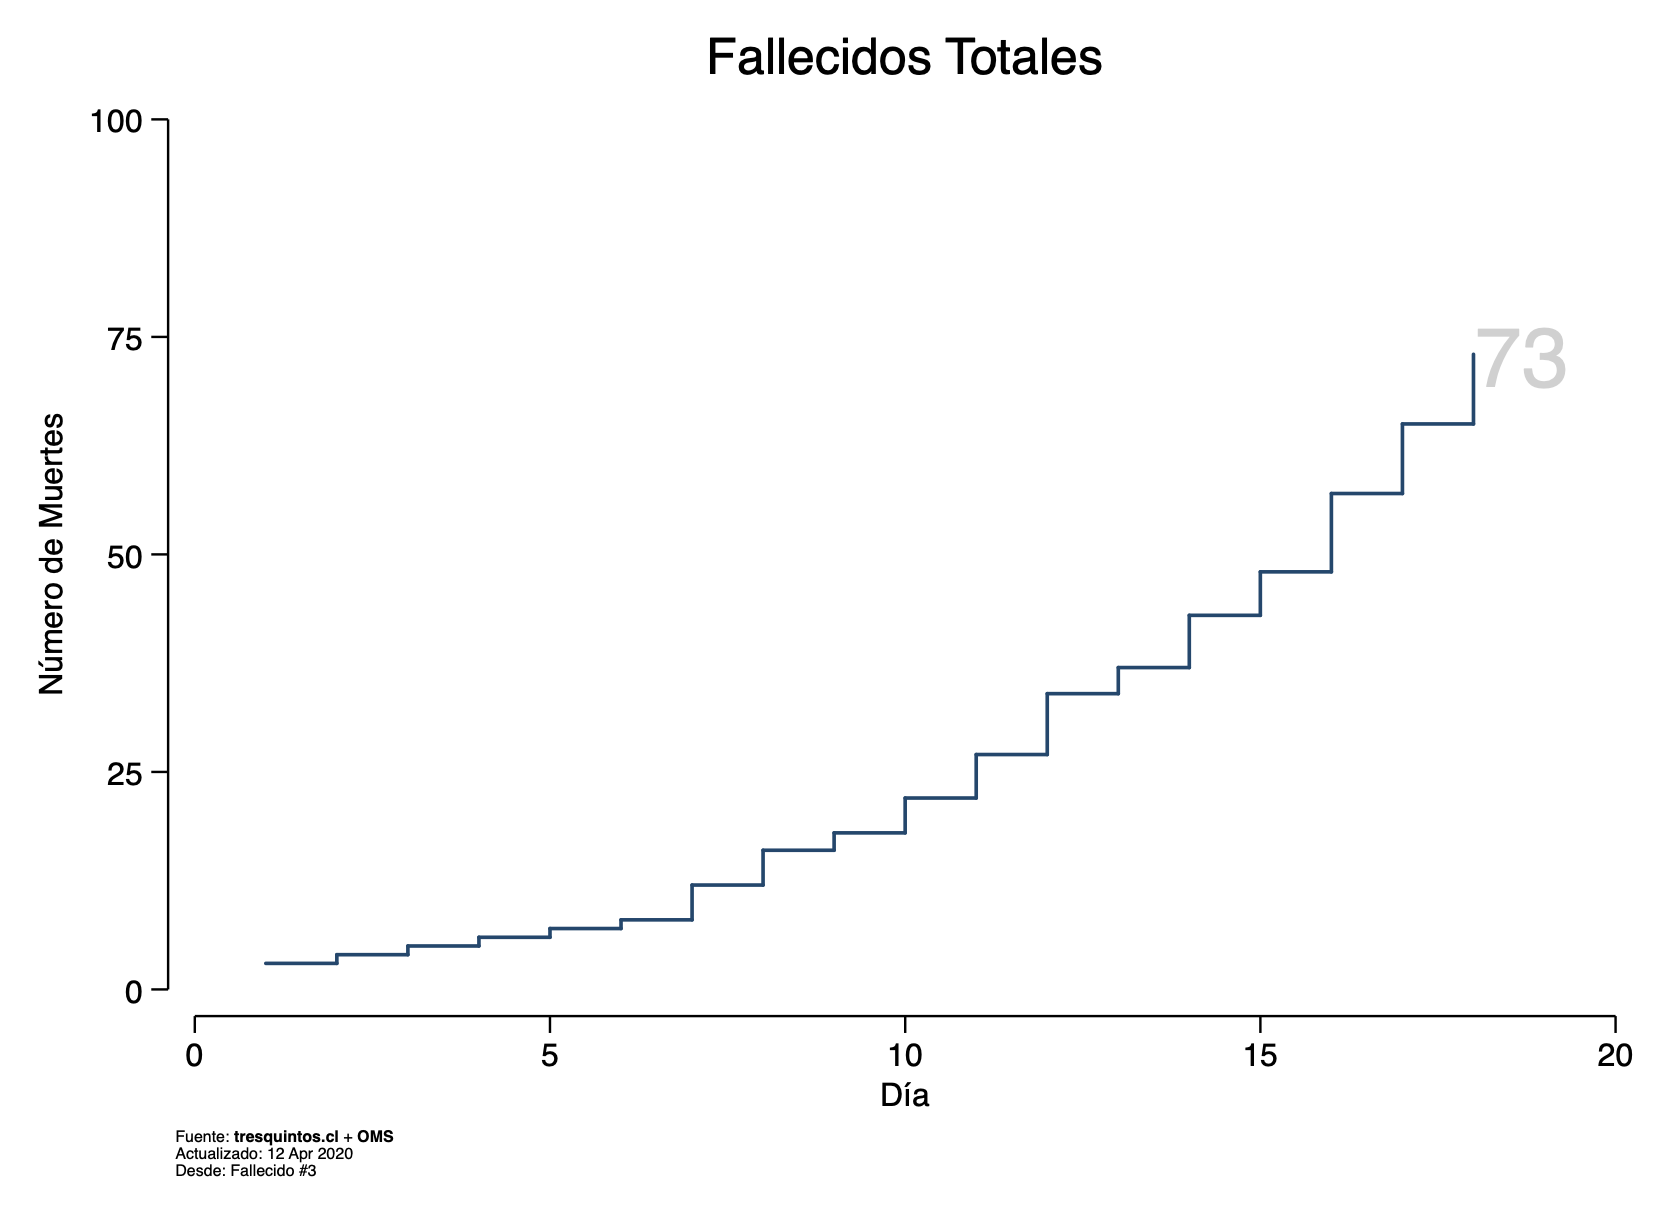 Fallecidos Totales
100
75
50
25
0
Número de Muertes
73
0 5 10 15 20
Día
Fuente: tresquintos.cl + OMS
Actualizado: 12 Apr 2020
Desde: Fallecido #3